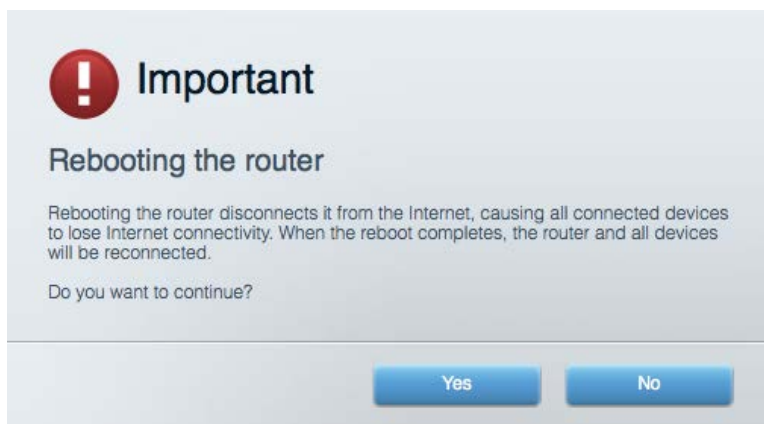 Important
Rebooting the router
Rebooting the router disconnects it from the Internet, causing all connected devices
to lose Internet connectivity. When the reboot completes, the router and all devices
will be reconnected.
Do you want to continue?
Yes No